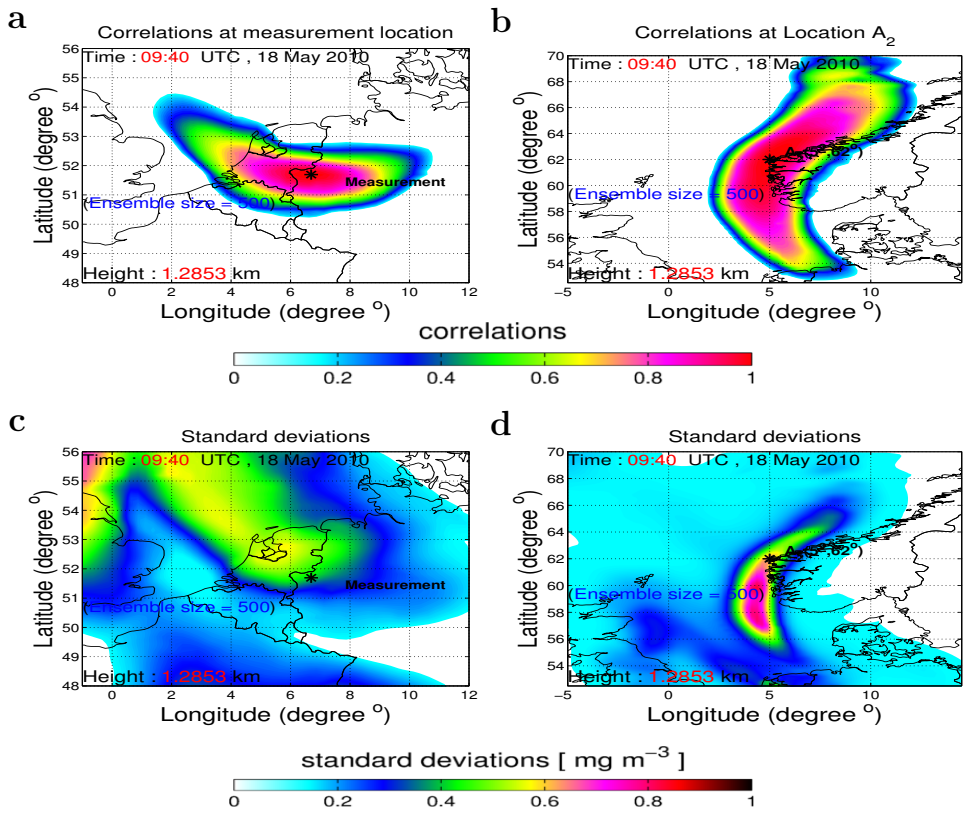 a
Correlations at measurement location
56
55
54
53
52
51
50
49
48
Time : 09:40 UTC , 18 May 2010
Measurement
(Ensemble size = 500)
Height : 1.2853 km
Latitude (degree °)
0 2 4 6 8 10 12
Longitude (degree °)
b
Correlations at Location A2
70
68
66
64
62
60
58
56
54
Time : 09:40 UTC , 18 May 2010
(Ensemble size = 500)
Height : 1.2853 km
Latitude (degree °)
−5 0 5 10
Longitude (degree °)
correlations
0 0.2 0.4 0.6 0.8 1
c
Standard deviations
56
55
54
53
52
51
50
49
48
Time : 09:40 UTC , 18 May 2010
Measurement
(Ensemble size = 500)
Height : 1.2853 km
Latitude (degree °)
0 2 4 6 8 10 12
Longitude (degree °)
d
Standard deviations
70
68
66
64
62
60
58
56
54
Time : 09:40 UTC , 18 May 2010
(Ensemble size = 500)
Height : 1.2853 km
Latitude (degree °)
−5 0 5 10
Longitude (degree °)
standard deviations [ mg m⁻³ ]
0 0.2 0.4 0.6 0.8 1